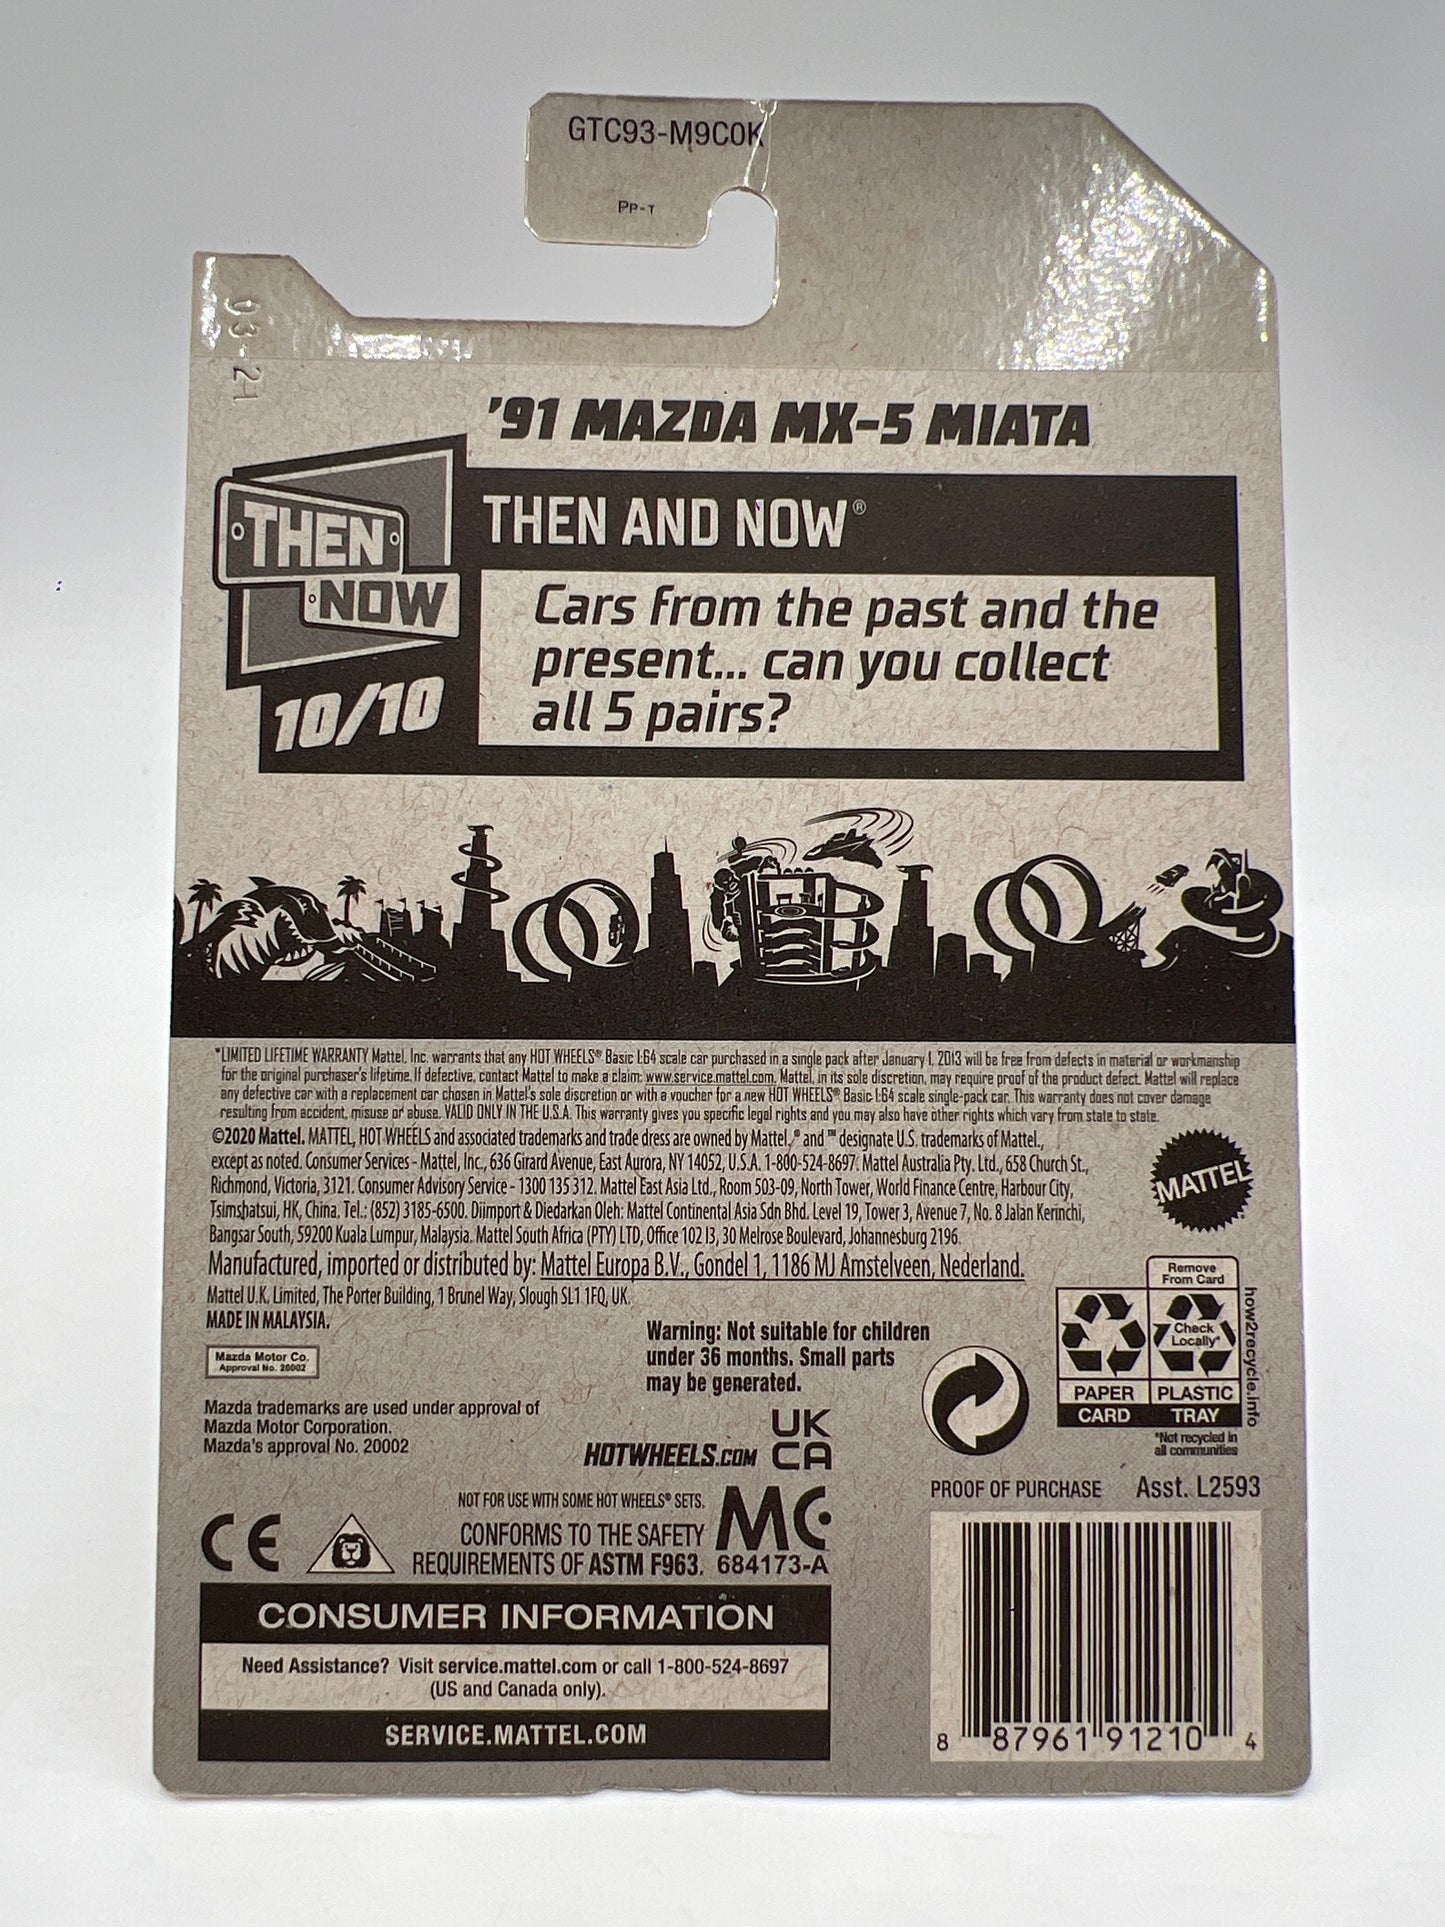 GTC93-M9C0K
PP-T
03 21
'91 MAZDA MX-5 MIATA
THEN
NOW
10/10
THEN AND NOW®
Cars from the past and the
present... can you collect
all 5 pairs?
*LIMITED LIFETIME WARRANTY Mattel, Inc. warrants that any HOT WHEELS® Basic 1:64 scale car purchased in a single pack after January 1, 2013 will be free from defects in material or workmanship
for the original purchaser's lifetime. If defective, contact Mattel to make a claim: www.service.mattel.com. Mattel, in its sole discretion, may require proof of the product defect. Mattel will replace
any defective car with a replacement car chosen in Mattel's sole discretion or with a voucher for a new HOT WHEELS® Basic 1:64 scale single-pack car. This warranty does not cover damage
resulting from accident, misuse or abuse. VALID ONLY IN THE U.S.A. This warranty gives you specific legal rights and you may also have other rights which vary from state to state.
©2020 Mattel. MATTEL, HOT WHEELS and associated trademarks and trade dress are owned by Mattel. ® and ™ designate U.S. trademarks of Mattel.,
except as noted. Consumer Services - Mattel, Inc., 636 Girard Avenue, East Aurora, NY 14052, U.S.A. 1-800-524-8697. Mattel Australia Pty. Ltd., 658 Church St.,
Richmond, Victoria, 3121. Consumer Advisory Service - 1300 135 312. Mattel East Asia Ltd., Room 503-09, North Tower, World Finance Centre, Harbour City,
Tsimshatsui, HK, China. Tel.: (852) 3185-6500. Diimport & Diedarkan Oleh: Mattel Continental Asia Sdn Bhd. Level 19, Tower 3, Avenue 7, No. 8 Jalan Kerinchi,
Bangsar South, 59200 Kuala Lumpur, Malaysia. Mattel South Africa (PTY) LTD, Office 102 I3, 30 Melrose Boulevard, Johannesburg 2196.
Manufactured, imported or distributed by: Mattel Europa B.V., Gondel 1, 1186 MJ Amstelveen, Nederland.
Mattel U.K. Limited, The Porter Building, 1 Brunel Way, Slough SL1 1FQ, UK.
MADE IN MALAYSIA.
MATTEL
Mazda Motor Co.
Approval No. 20002
Mazda trademarks are used under approval of
Mazda Motor Corporation.
Mazda's approval No. 20002
Warning: Not suitable for children
under 36 months. Small parts
may be generated.
HOTWHEELS.COM
UK
CA
Remove
From Card
Check
Locally*
PAPER
CARD
PLASTIC
TRAY
how2recycle.info
*Not recycled in
all communities
NOT FOR USE WITH SOME HOT WHEELS® SETS.
CE
CONFORMS TO THE SAFETY
REQUIREMENTS OF ASTM F963.
MC
684173-A
PROOF OF PURCHASE
Asst. L2593
8 87961 91210 4
CONSUMER INFORMATION
Need Assistance? Visit service.mattel.com or call 1-800-524-8697
(US and Canada only).
SERVICE.MATTEL.COM